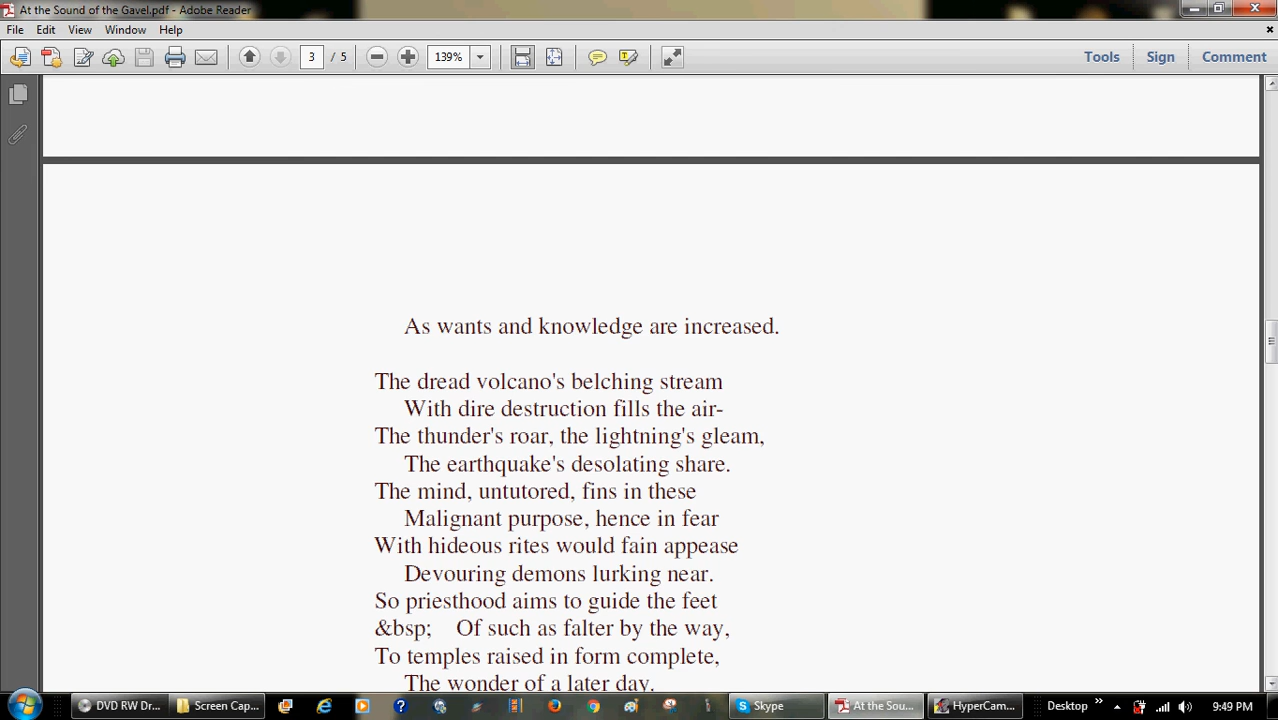 At the Sound of the Gavel.pdf - Adobe Reader
File Edit View Window Help
3 / 5 139% Tools Sign Comment
As wants and knowledge are increased.
The dread volcano's belching stream
With dire destruction fills the air-
The thunder's roar, the lightning's gleam,
The earthquake's desolating share.
The mind, untutored, fins in these
Malignant purpose, hence in fear
With hideous rites would fain appease
Devouring demons lurking near.
So priesthood aims to guide the feet
&bsp; Of such as falter by the way,
To temples raised in form complete,
The wonder of a later day.
DVD RW Dr... Screen Cap... Skype At the Sou... HyperCam... Desktop » 9:49 PM